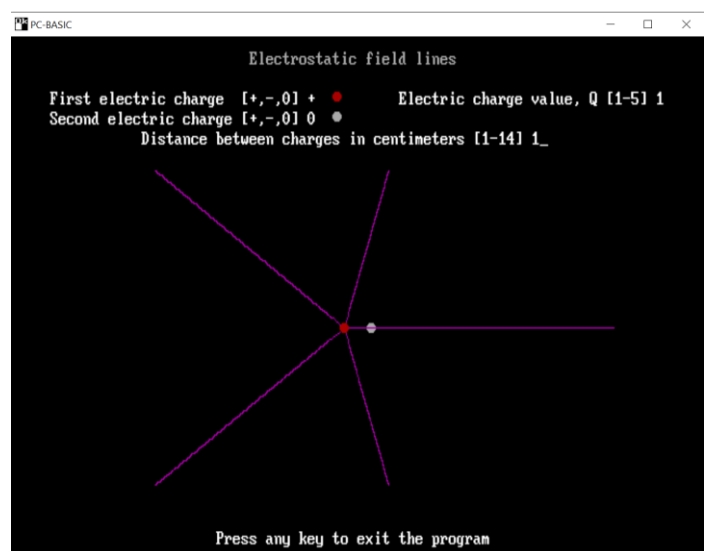 PC-BASIC
Electrostatic field lines
First electric charge [+,-,0] + Electric charge value, Q [1-5] 1
Second electric charge [+,-,0] 0
Distance between charges in centimeters [1-14] 1_
Press any key to exit the program